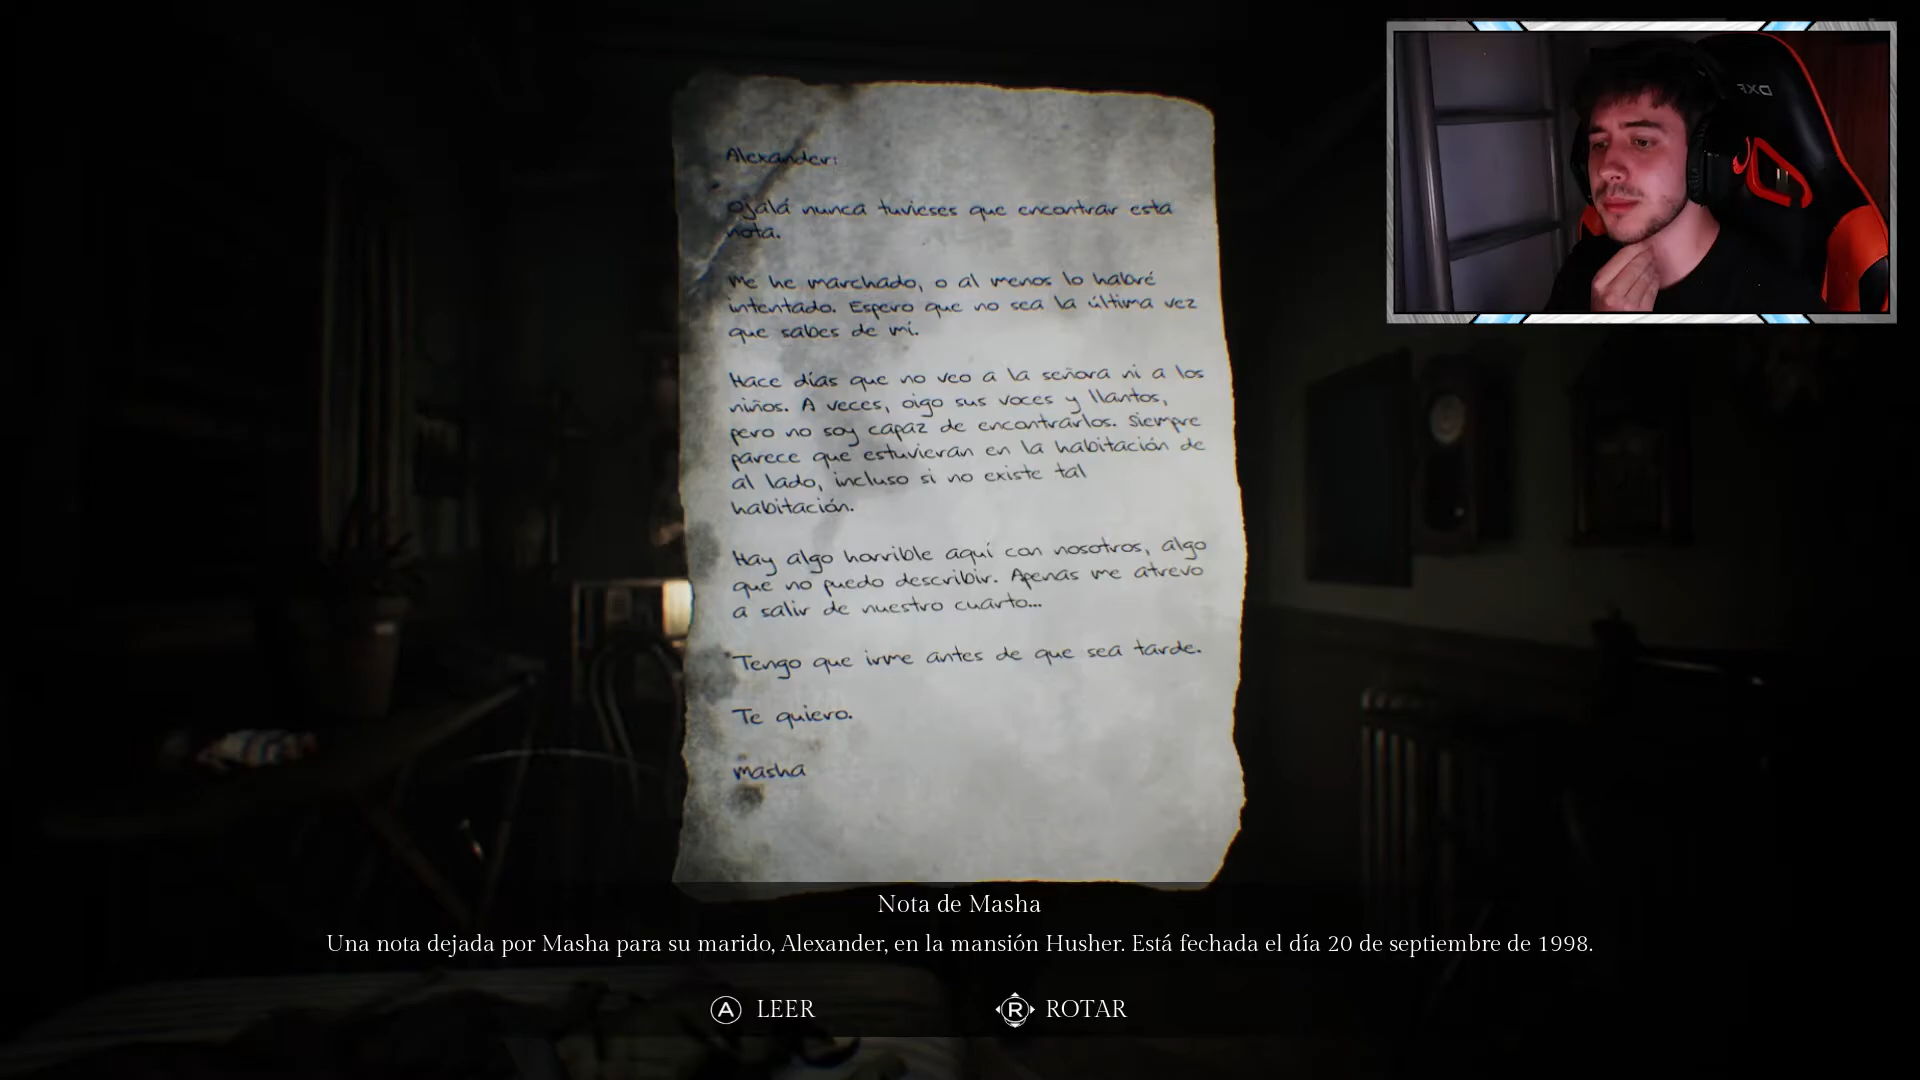 DXF
Alexander:
Ojalá nunca tuvieses que encontrar esta
nota.
Me he marchado, o al menos lo habré
intentado. Espero que no sea la última vez
que sabes de mí.
Hace días que no veo a la señora ni a los
niños. A veces, oigo sus voces y llantos,
pero no soy capaz de encontrarlos. Siempre
parece que estuvieran en la habitación de
al lado, incluso si no existe tal
habitación.
Hay algo horrible aquí con nosotros, algo
que no puedo describir. Apenas me atrevo
a salir de nuestro cuarto...
Tengo que irme antes de que sea tarde.
Te quiero.
Masha
Nota de Masha
Una nota dejada por Masha para su marido, Alexander, en la mansión Husher. Está fechada el día 20 de septiembre de 1998.
A LEER
R ROTAR